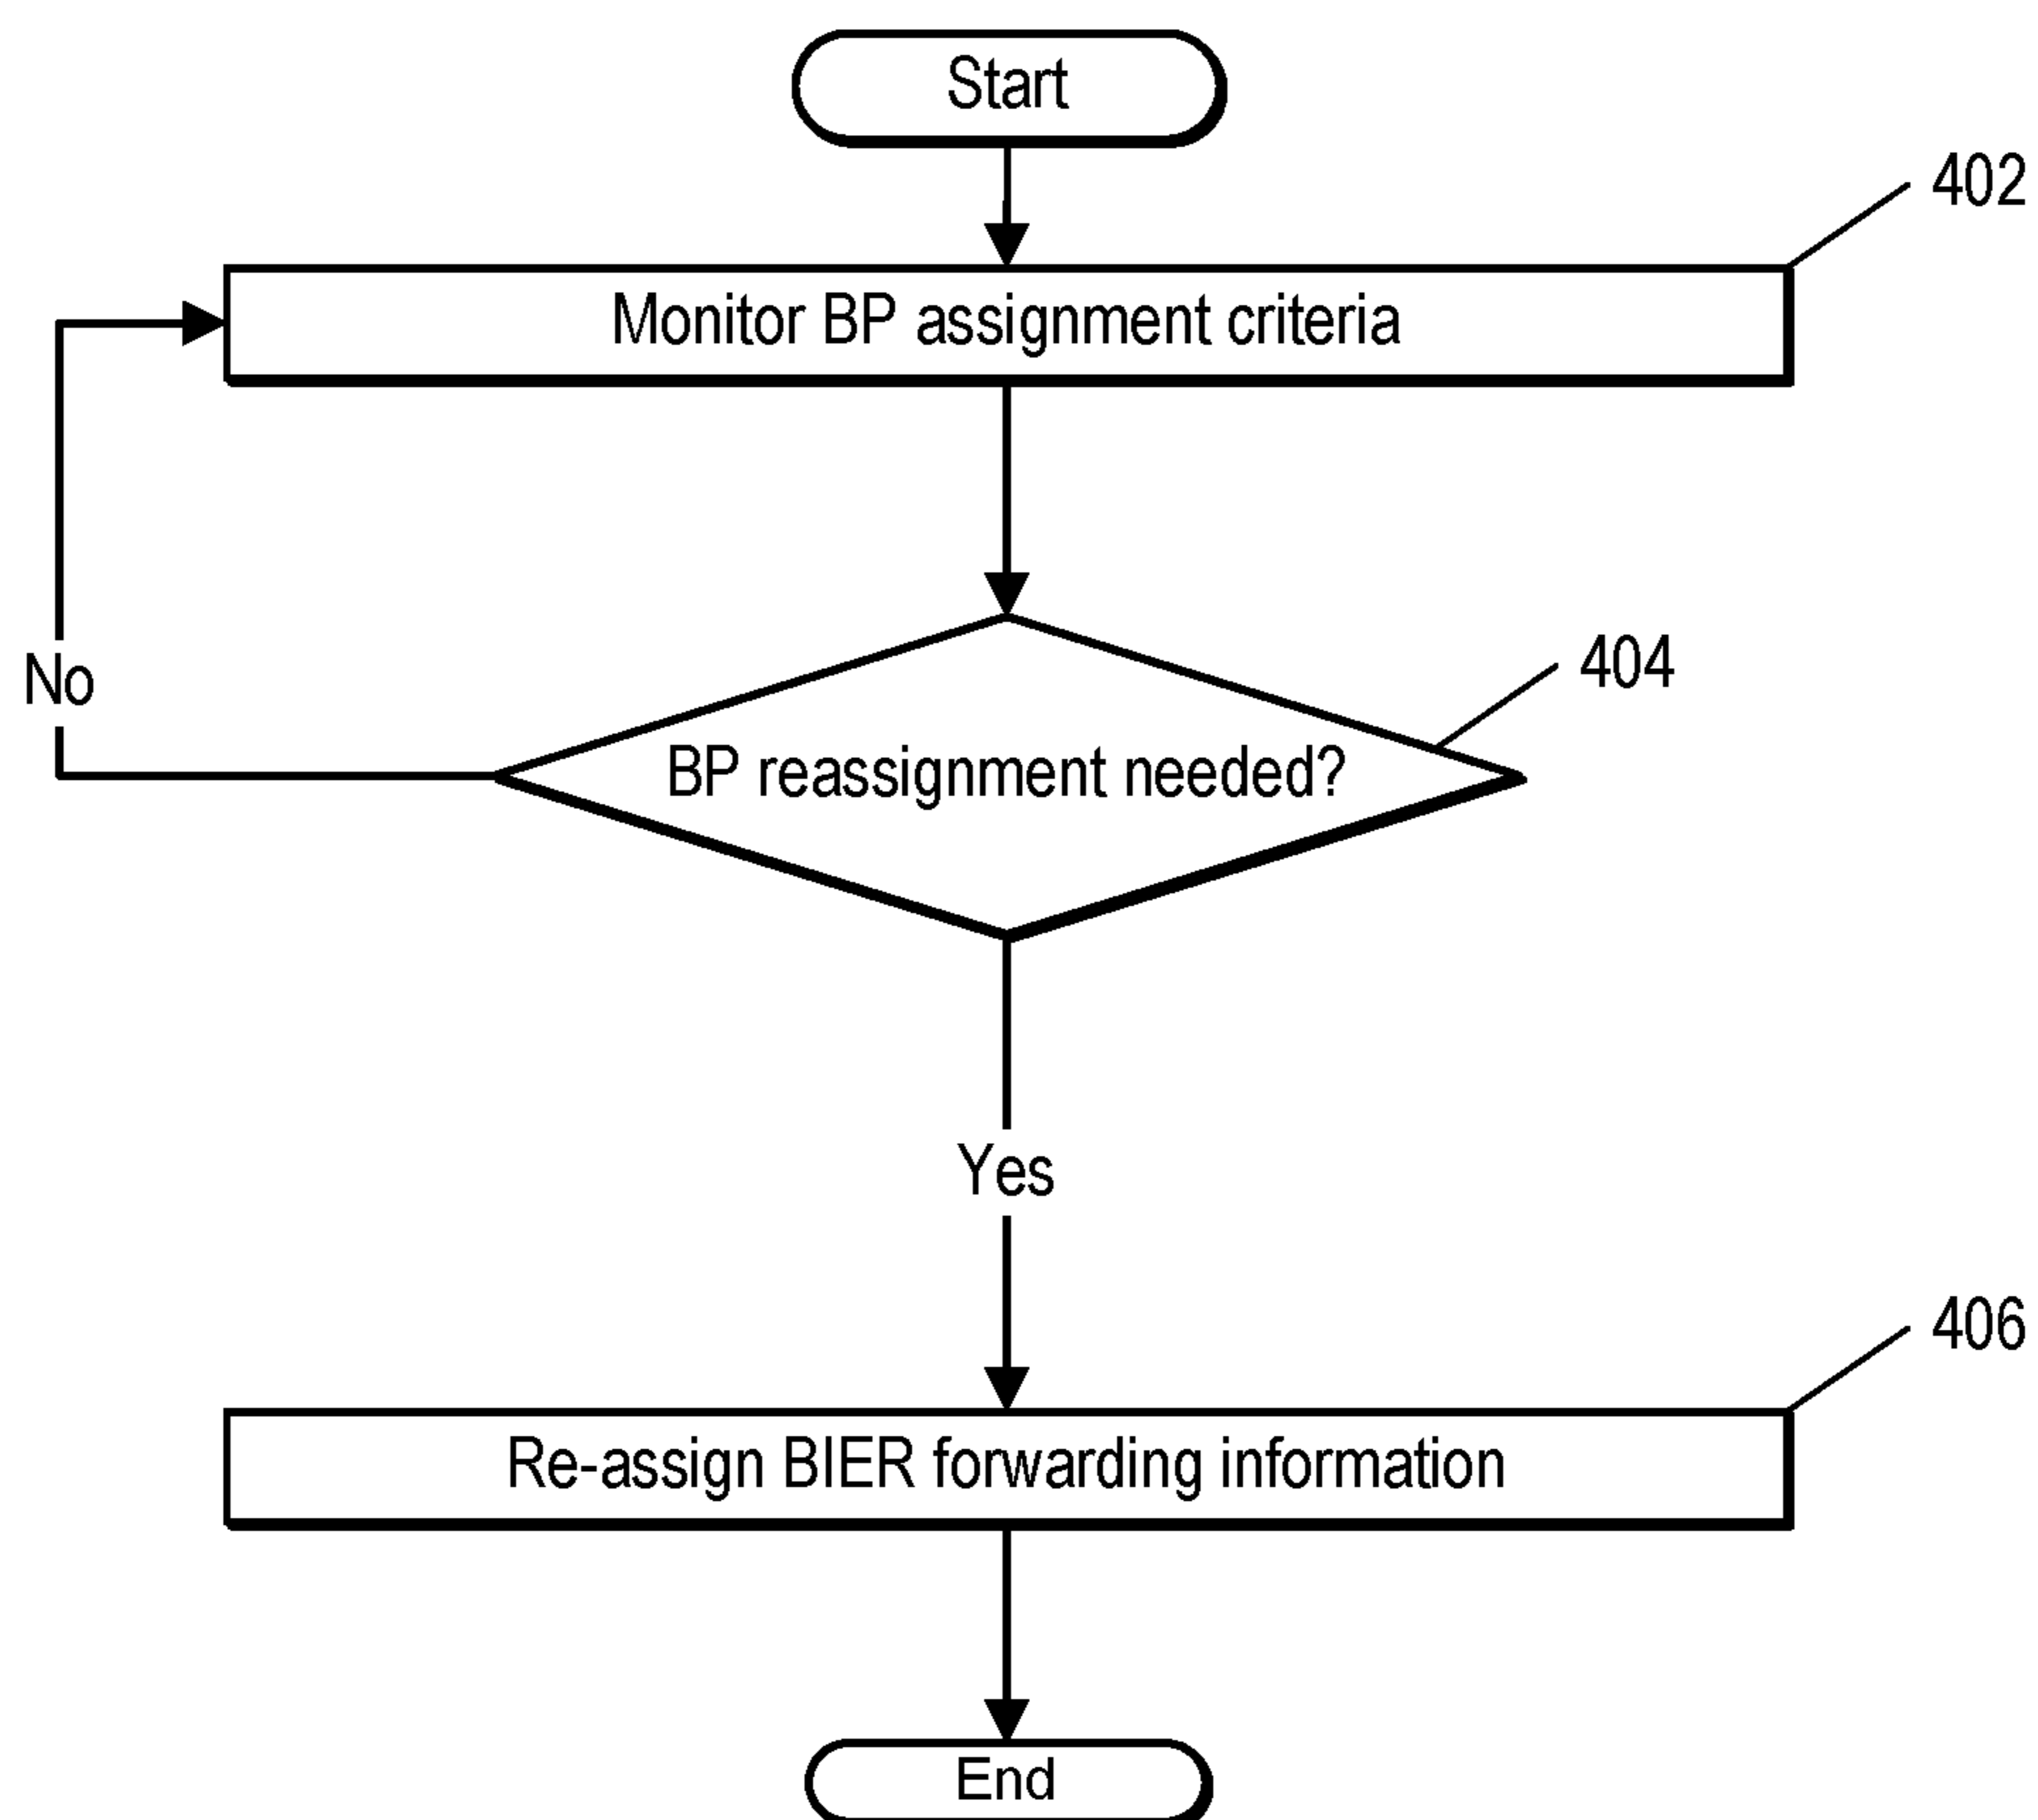 Start
402
Monitor BP assignment criteria
No
404
BP reassignment needed?
Yes
406
Re-assign BIER forwarding information
End